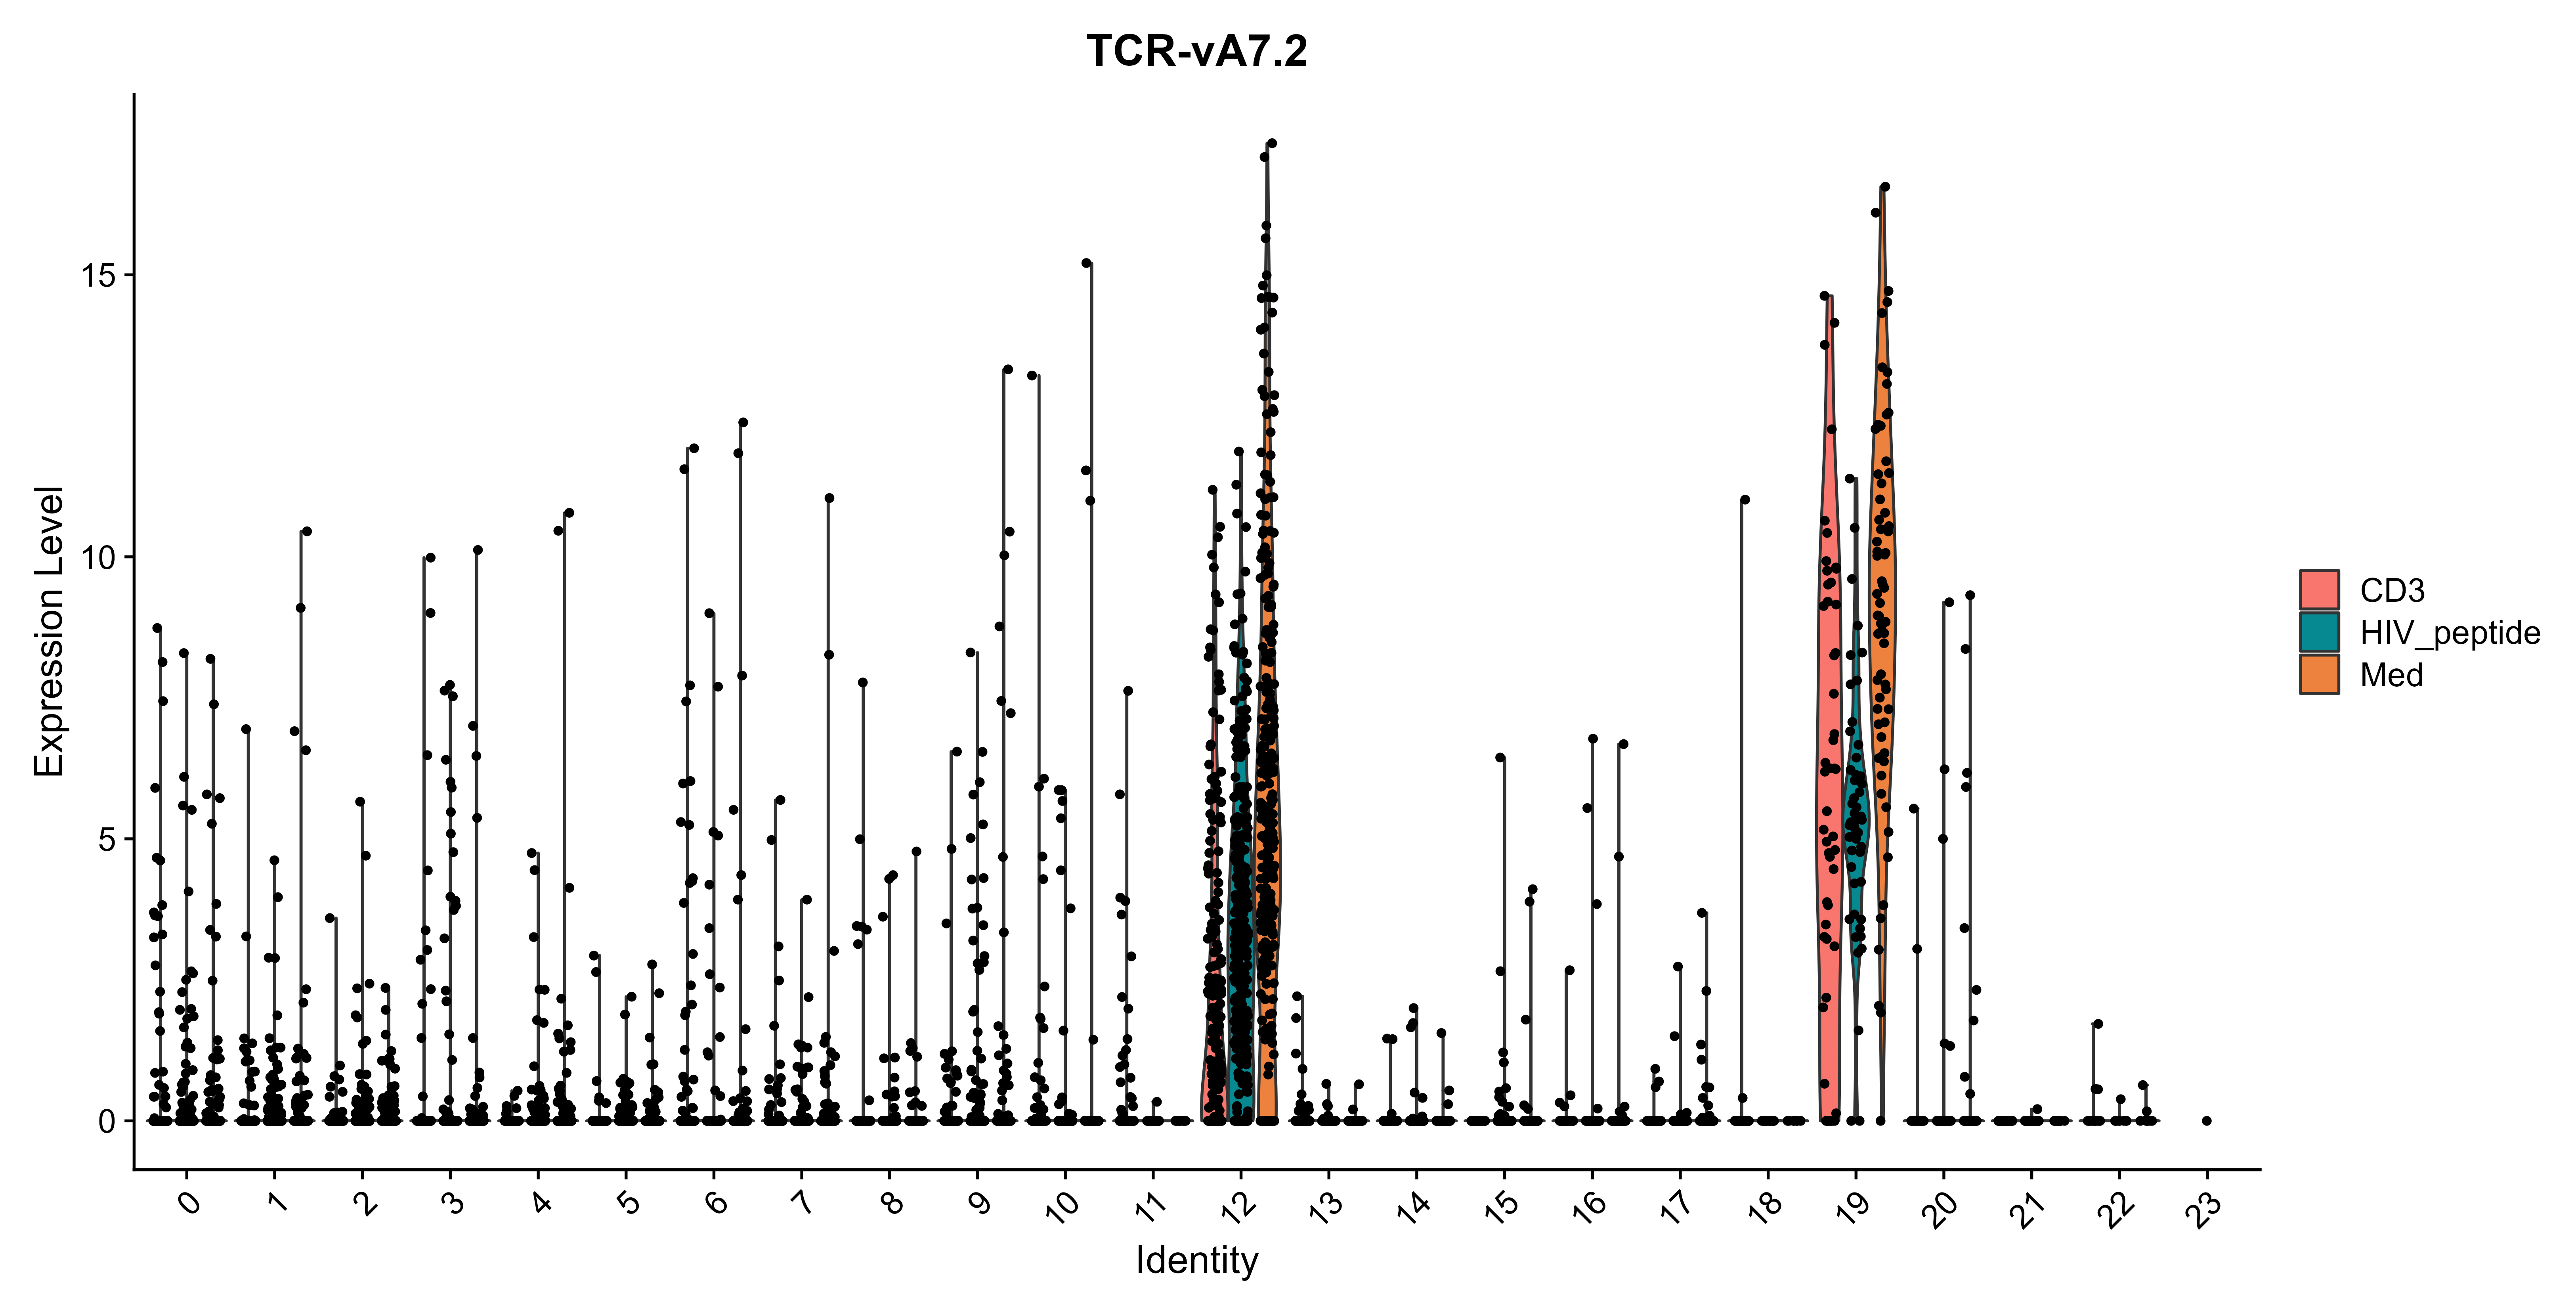 TCR-vA7.2
Expression Level
15
10
5
0
0 1 2 3 4 5 6 7 8 9 10 11 12 13 14 15 16 17 18 19 20 21 22 23
Identity
CD3
HIV_peptide
Med